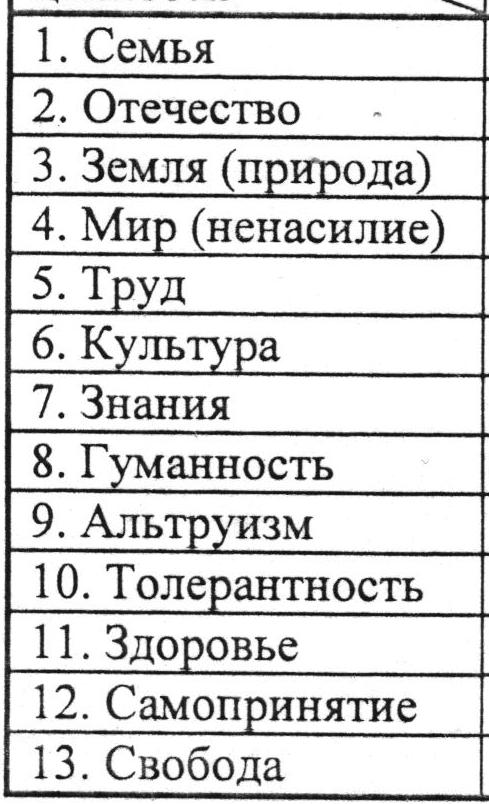 1. Семья
2. Отечество
3. Земля (природа)
4. Мир (ненасилие)
5. Труд
6. Культура
7. Знания
8. Гуманность
9. Альтруизм
10. Толерантность
11. Здоровье
12. Самопринятие
13. Свобода